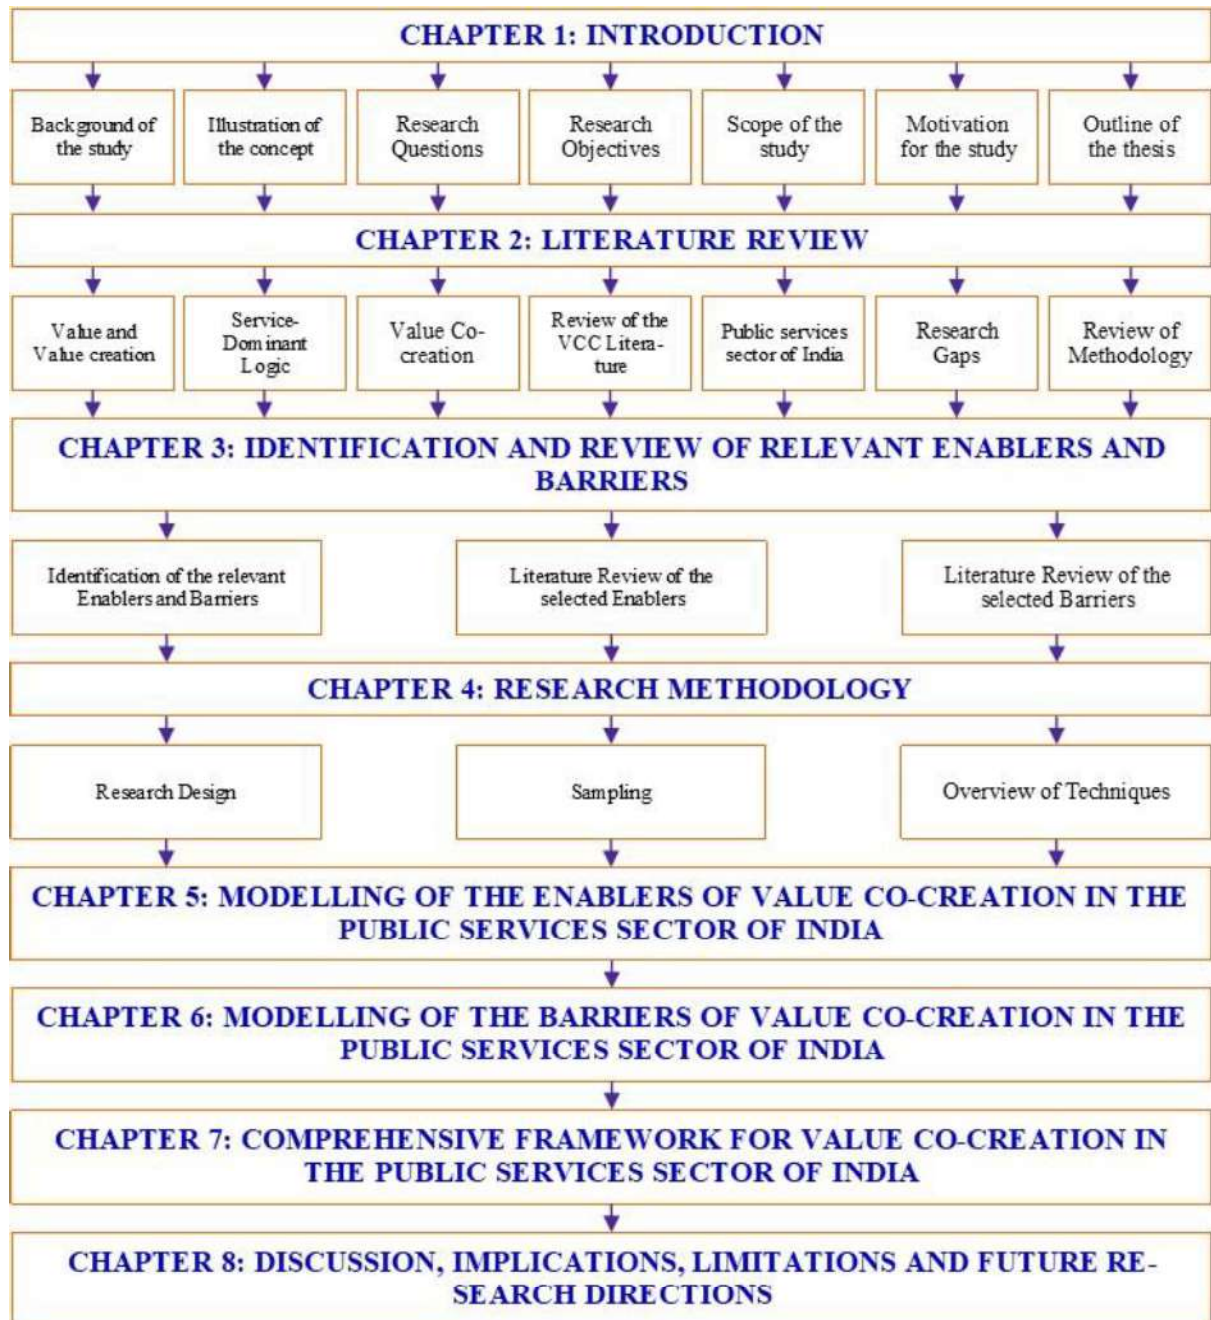 CHAPTER 1: INTRODUCTION
Background of
the study
Illustration of
the concept
Research
Questions
Research
Objectives
Scope of the
study
Motivation
for the study
Outline of
the thesis
CHAPTER 2: LITERATURE REVIEW
Value and
Value creation
Service-
Dominant
Logic
Value Co-
creation
Review of the
VCC Litera-
ture
Public services
sector of India
Research
Gaps
Review of
Methodology
CHAPTER 3: IDENTIFICATION AND REVIEW OF RELEVANT ENABLERS AND
BARRIERS
Identification of the relevant
Enablers and Barriers
Literature Review of the
selected Enablers
Literature Review of the
selected Barriers
CHAPTER 4: RESEARCH METHODOLOGY
Research Design
Sampling
Overview of Techniques
CHAPTER 5: MODELLING OF THE ENABLERS OF VALUE CO-CREATION IN THE
PUBLIC SERVICES SECTOR OF INDIA
CHAPTER 6: MODELLING OF THE BARRIERS OF VALUE CO-CREATION IN THE
PUBLIC SERVICES SECTOR OF INDIA
CHAPTER 7: COMPREHENSIVE FRAMEWORK FOR VALUE CO-CREATION IN
THE PUBLIC SERVICES SECTOR OF INDIA
CHAPTER 8: DISCUSSION, IMPLICATIONS, LIMITATIONS AND FUTURE RE-
SEARCH DIRECTIONS